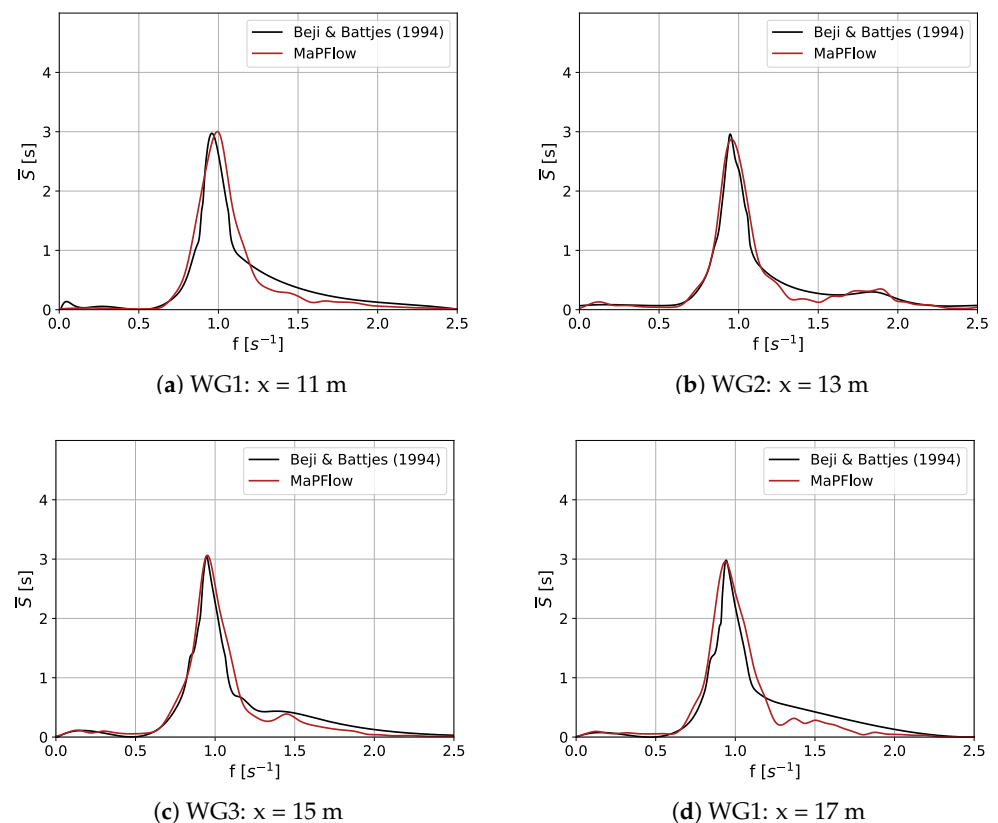 Beji & Battjes (1994)
MaPFlow
4
3
2
1
0
S̅ [s]
0.0 0.5 1.0 1.5 2.0 2.5
f [s⁻¹]
(a) WG1: x = 11 m
Beji & Battjes (1994)
MaPFlow
4
3
2
1
0
S̅ [s]
0.0 0.5 1.0 1.5 2.0 2.5
f [s⁻¹]
(b) WG2: x = 13 m
Beji & Battjes (1994)
MaPFlow
4
3
2
1
0
S̅ [s]
0.0 0.5 1.0 1.5 2.0 2.5
f [s⁻¹]
(c) WG3: x = 15 m
Beji & Battjes (1994)
MaPFlow
4
3
2
1
0
S̅ [s]
0.0 0.5 1.0 1.5 2.0 2.5
f [s⁻¹]
(d) WG1: x = 17 m